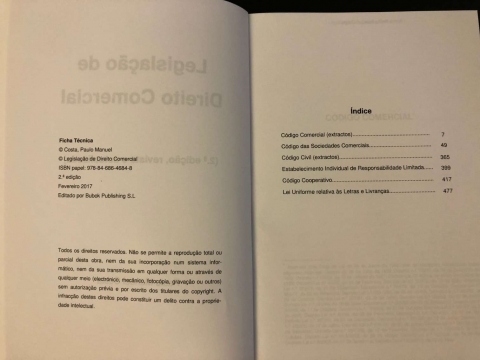 Ficha Técnica
© Costa, Paulo Manuel
© Legislação de Direito Comercial
ISBN papel: 978-84-686-4684-8
2.ª edição
Fevereiro 2017
Editado por Bubok Publishing S.L
Todos os direitos reservados. Não se permite a reprodução total ou
parcial desta obra, nem da sua incorporação num sistema infor-
mático, nem da sua transmissão em qualquer forma ou através de
qualquer meio (electrónico, mecânico, fotocópia, gravação ou outros)
sem autorização prévia e por escrito dos titulares do copyright. A
infracção destes direitos pode constituir um delito contra a proprie-
dade intelectual.
Índice
Código Comercial (extractos) 7
Código das Sociedades Comerciais 49
Código Civil (extractos) 365
Estabelecimento Individual de Responsabilidade Limitada 399
Código Cooperativo 417
Lei Uniforme relativa às Letras e Livranças 477